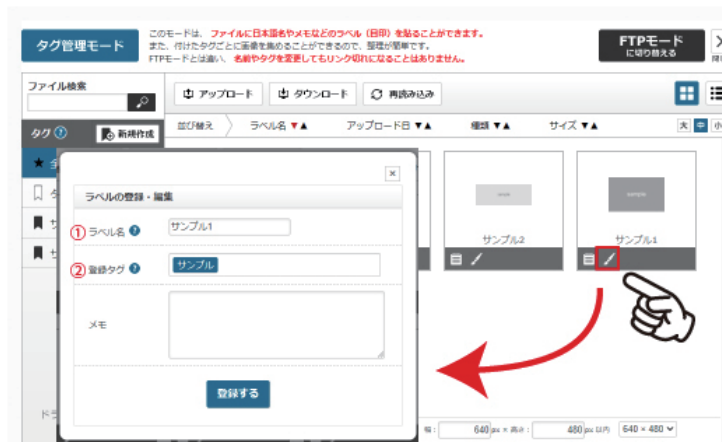 タグ管理モード
このモードは、ファイルに日本語名やメモなどのラベル（目印）を貼ることができます。
また、付けたタグごとに画像を集めることができるので、整理が簡単です。
FTPモードとは違い、名前やタグを変更してもリンク切れになることはありません。
FTPモード
に切り替える
ファイル検索
アップロード
ダウンロード
再読み込み
タグ
新規作成
並び替え
ラベル名 ▼▲
アップロード日 ▼▲
種類 ▼▲
サイズ ▼▲
大 中 小
ラベルの登録・編集
① ラベル名
サンプル1
② 登録タグ
サンプル
メモ
登録する
サンプル2
サンプル1
幅： 640 px × 高さ： 480 px 以内 640 × 480